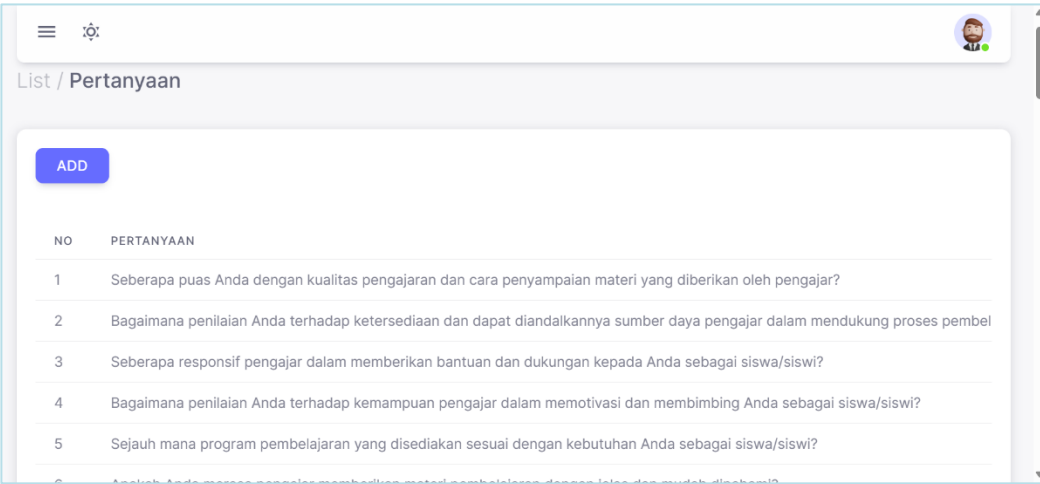 List / Pertanyaan
ADD
NO PERTANYAAN
1 Seberapa puas Anda dengan kualitas pengajaran dan cara penyampaian materi yang diberikan oleh pengajar?
2 Bagaimana penilaian Anda terhadap ketersediaan dan dapat diandalkannya sumber daya pengajar dalam mendukung proses pembel
3 Seberapa responsif pengajar dalam memberikan bantuan dan dukungan kepada Anda sebagai siswa/siswi?
4 Bagaimana penilaian Anda terhadap kemampuan pengajar dalam memotivasi dan membimbing Anda sebagai siswa/siswi?
5 Sejauh mana program pembelajaran yang disediakan sesuai dengan kebutuhan Anda sebagai siswa/siswi?